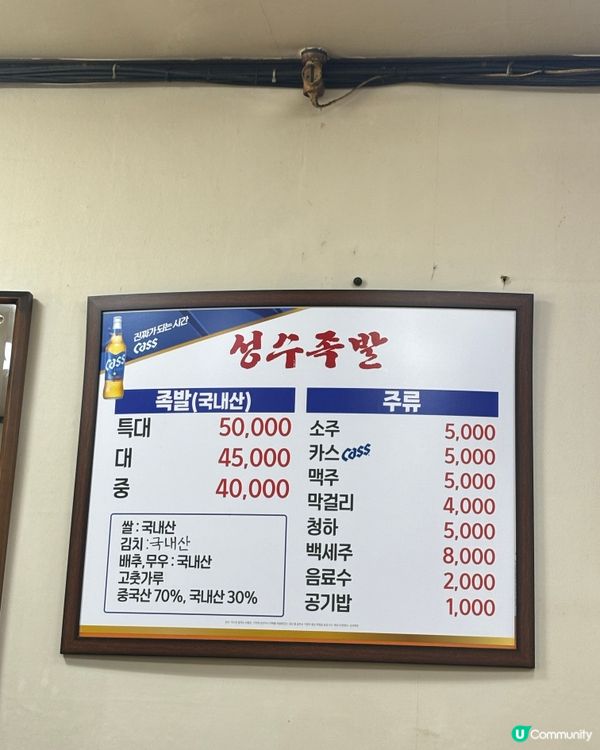 진짜가 되는 시간
Cass
Cass
성수족발
족발(국내산)
특대 50,000
대 45,000
중 40,000
쌀 : 국내산
김치 : 국내산
배추,무우 : 국내산
고춧가루
중국산 70%, 국내산 30%
주류
소주 5,000
카스 Cass 5,000
맥주 5,000
막걸리 4,000
청하 5,000
백세주 8,000
음료수 2,000
공기밥 1,000
U Community